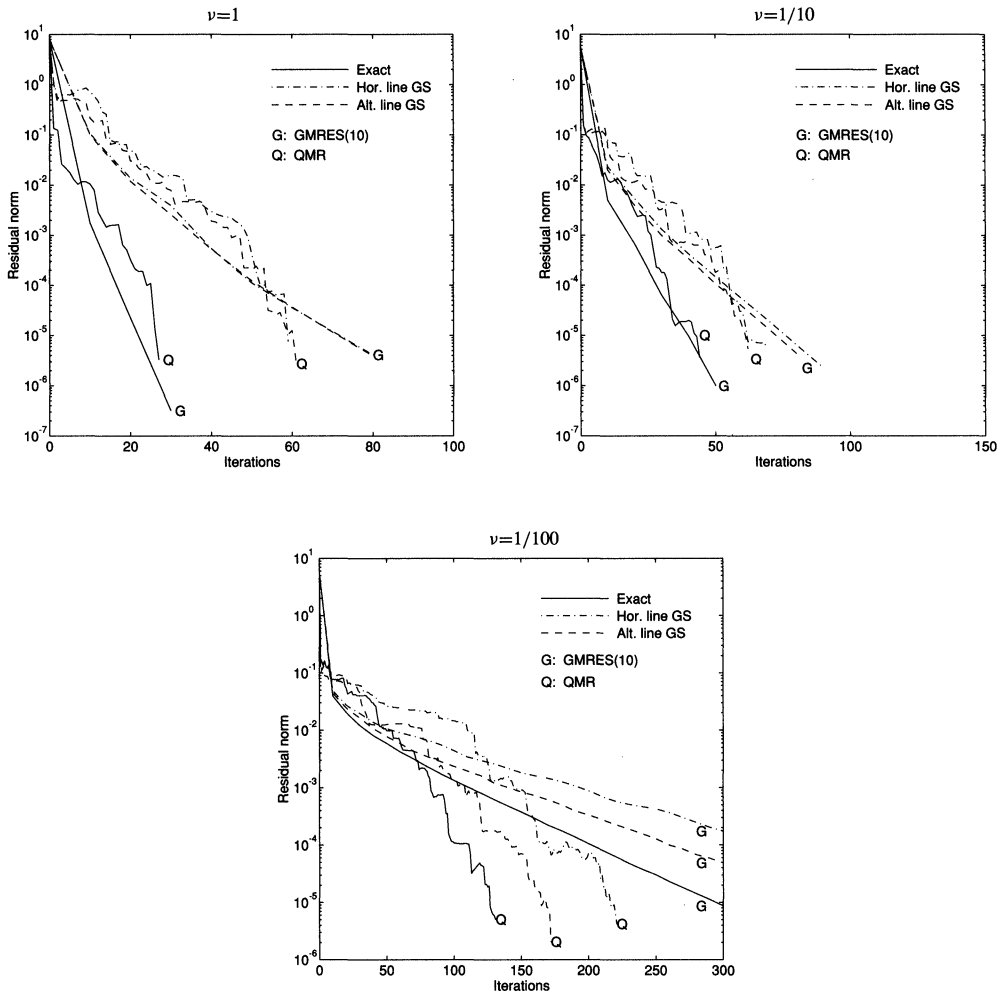 ν=1
10^1
10^0
10^-1
10^-2
10^-3
10^-4
10^-5
10^-6
10^-7
Residual norm
Exact
Hor. line GS
Alt. line GS
G: GMRES(10)
Q: QMR
Q
Q
G
G
0 20 40 60 80 100
Iterations
ν=1/10
10^1
10^0
10^-1
10^-2
10^-3
10^-4
10^-5
10^-6
10^-7
Residual norm
Exact
Hor. line GS
Alt. line GS
G: GMRES(10)
Q: QMR
Q
Q
G
G
0 50 100 150
Iterations
ν=1/100
10^1
10^0
10^-1
10^-2
10^-3
10^-4
10^-5
10^-6
Residual norm
Exact
Hor. line GS
Alt. line GS
G: GMRES(10)
Q: QMR
G
G
G
Q
Q
Q
0 50 100 150 200 250 300
Iterations